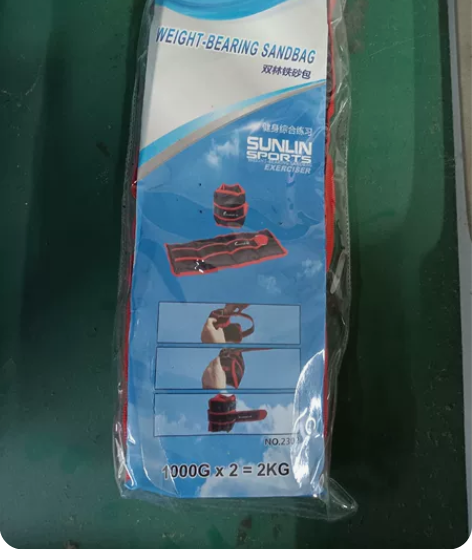 WEIGHT-BEARING SANDBAG
双林铁砂包
健身综合练习
SUNLIN
SPORTS
EXERCISER
1000G x 2 = 2KG